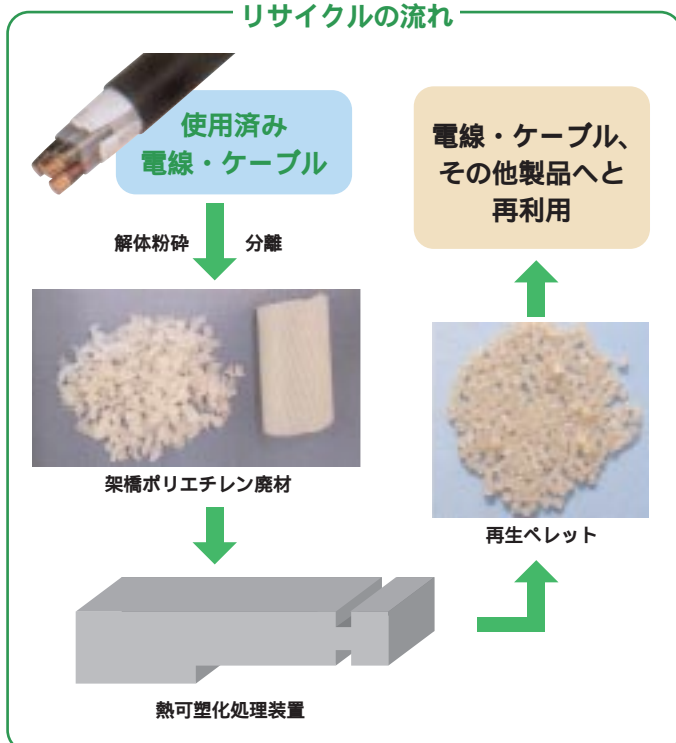 リサイクルの流れ
使用済み
電線・ケーブル
解体粉砕
分離
架橋ポリエチレン廃材
熱可塑化処理装置
再生ペレット
電線・ケーブル、
その他製品へと
再利用